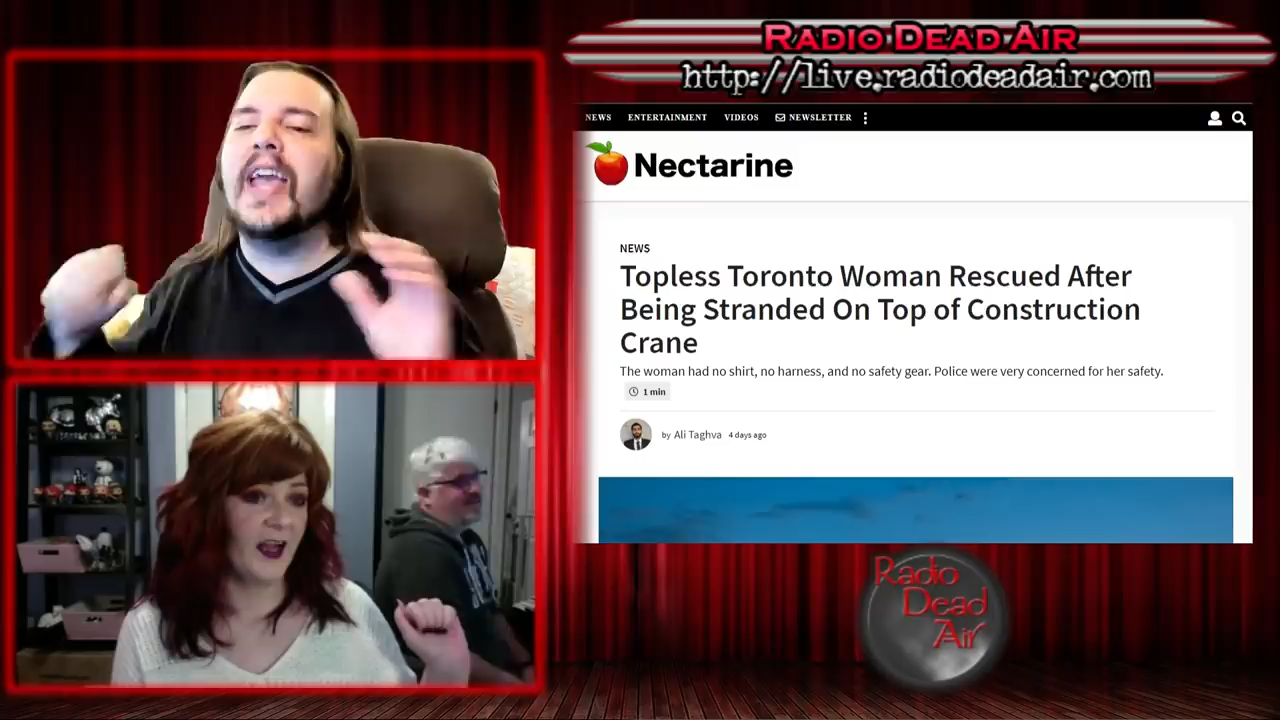 RADIO DEAD AIR
http://live.radiodeadair.com
NEWS ENTERTAINMENT VIDEOS NEWSLETTER
Nectarine
NEWS
Topless Toronto Woman Rescued After
Being Stranded On Top of Construction
Crane
The woman had no shirt, no harness, and no safety gear. Police were very concerned for her safety.
1 min
by Ali Taghva 4 days ago
Radio
Dead
Air